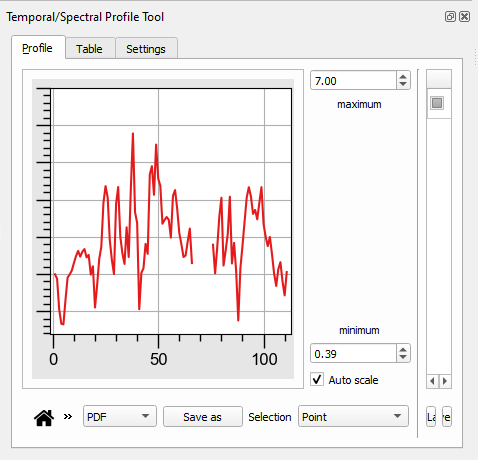 Temporal/Spectral Profile Tool
Profile Table Settings
7.00
maximum
minimum
0.39
Auto scale
0 50 100
» PDF Save as Selection Point